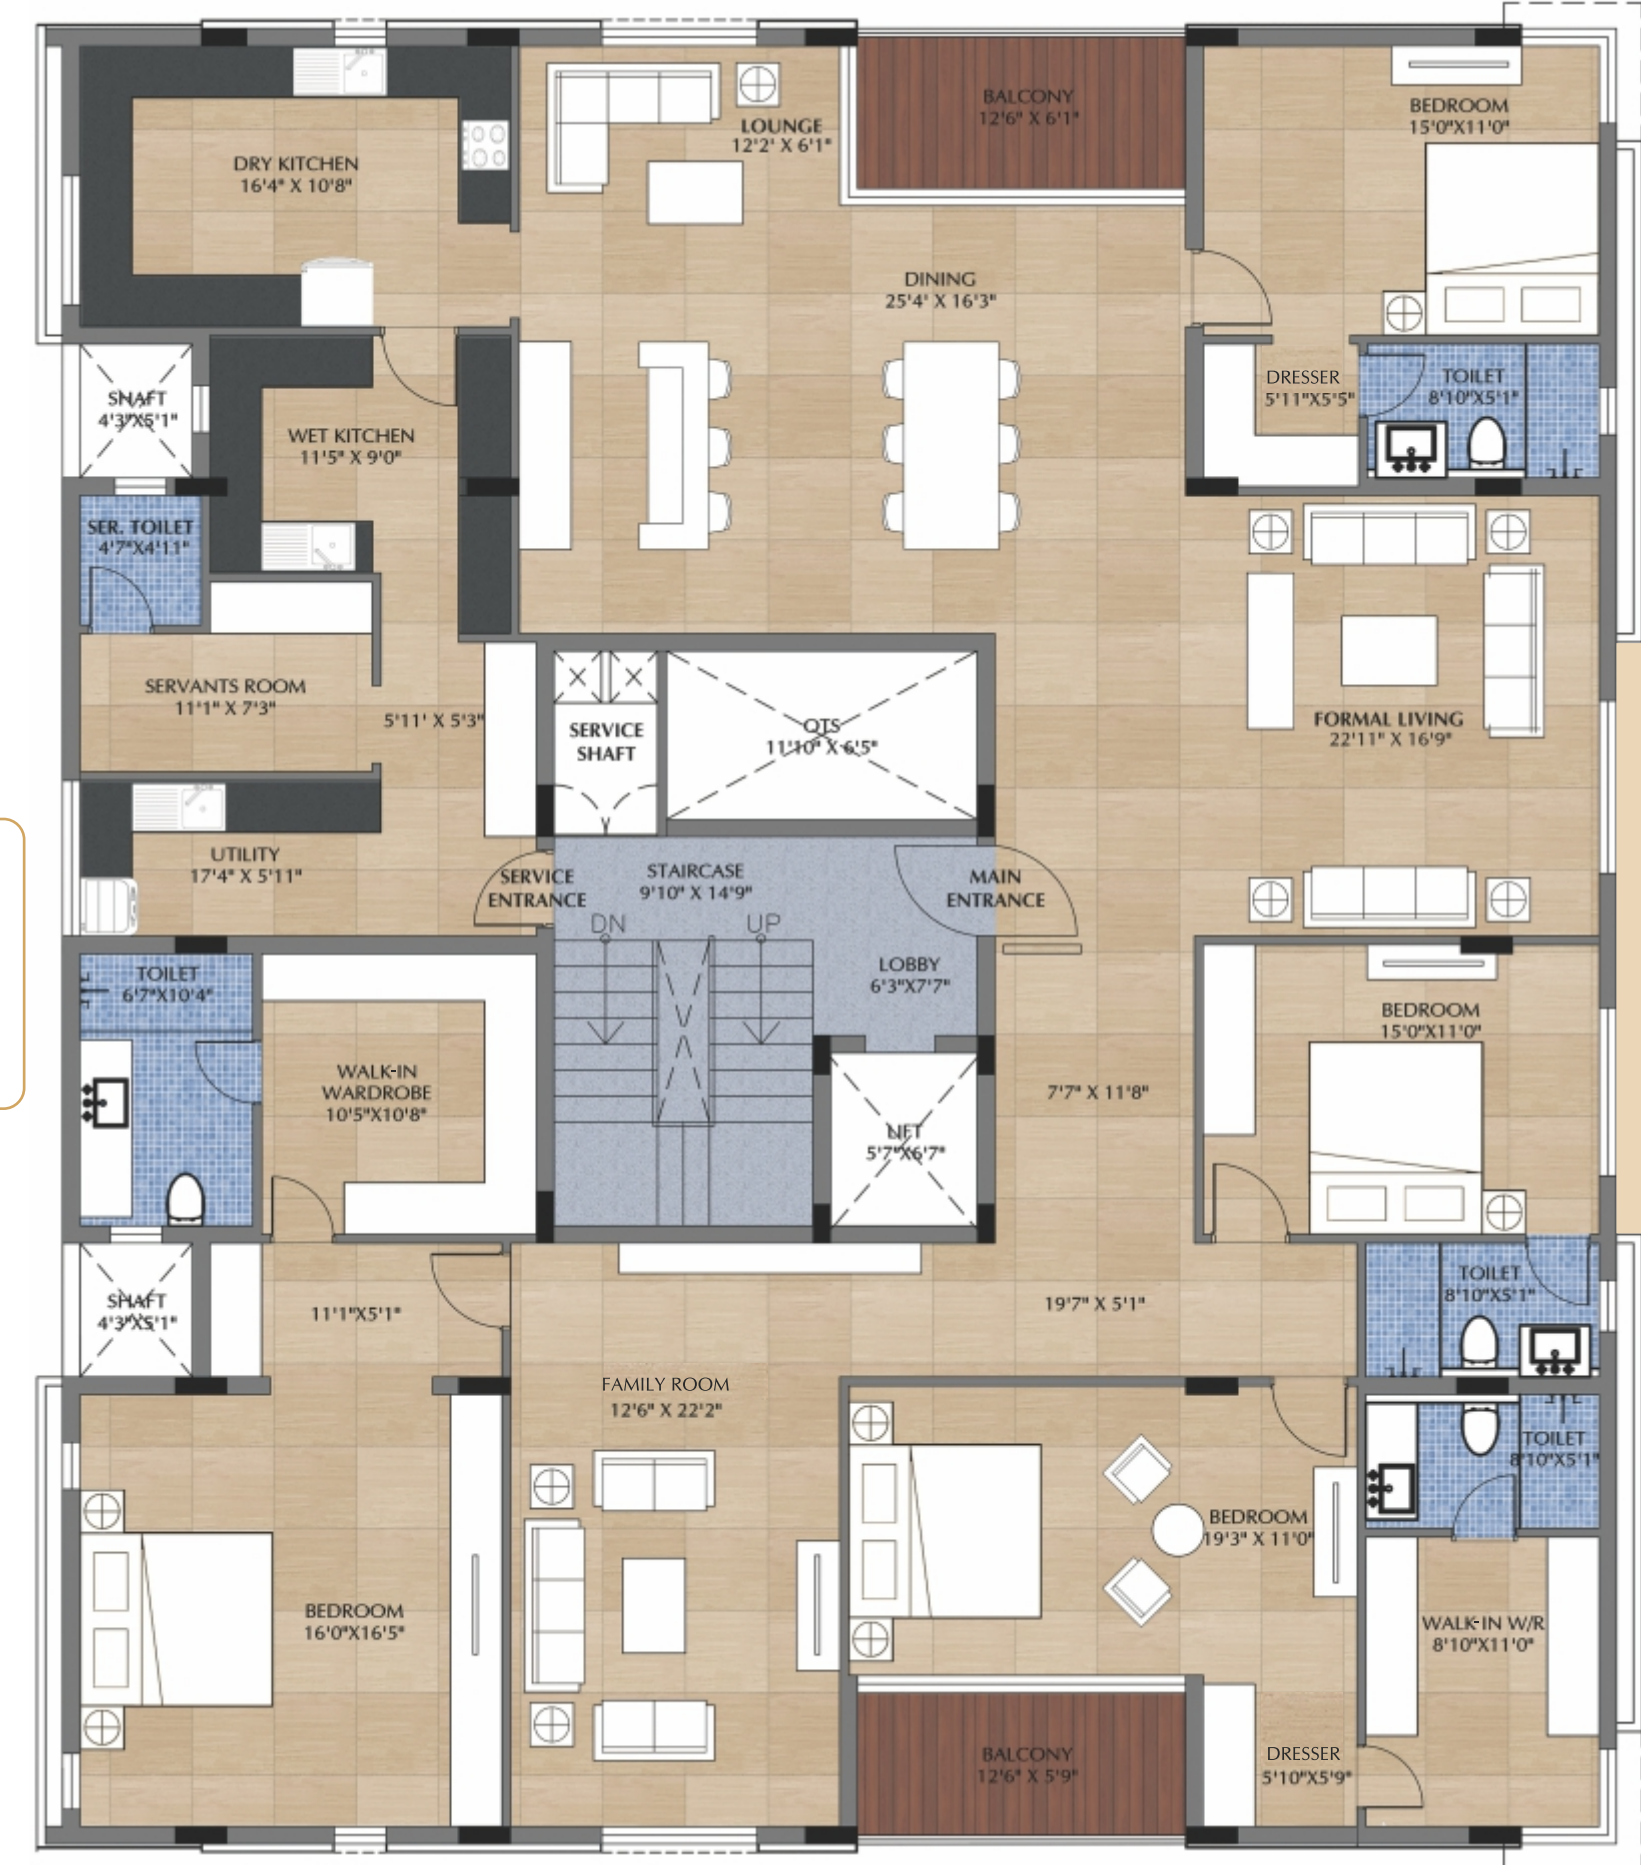 BALCONY
12'6" X 6'1"
BEDROOM
15'0"X11'0"
LOUNGE
12'2' X 6'1"
DRY KITCHEN
16'4" X 10'8"
DINING
25'4' X 16'3"
SHAFT
4'3"X5'1"
DRESSER
5'11"X5'5"
TOILET
8'10"X5'1"
WET KITCHEN
11'5" X 9'0"
SER. TOILET
4'7"X4'11"
SERVANTS ROOM
11'1" X 7'3"
5'11' X 5'3"
SERVICE
SHAFT
OTS
11'10" X 6'5"
FORMAL LIVING
22'11" X 16'9"
UTILITY
17'4" X 5'11"
SERVICE
ENTRANCE
STAIRCASE
9'10" X 14'9"
MAIN
ENTRANCE
DN
UP
LOBBY
6'3"X7'7"
TOILET
6'7"X10'4"
BEDROOM
15'0"X11'0"
WALK-IN
WARDROBE
10'5"X10'8"
7'7" X 11'8"
LIFT
5'7"X6'7"
SHAFT
4'3"X5'1"
11'1"X5'1"
19'7" X 5'1"
TOILET
8'10"X5'1"
FAMILY ROOM
12'6" X 22'2"
TOILET
8'10"X5'1"
BEDROOM
19'3" X 11'0"
BEDROOM
16'0"X16'5"
WALK-IN W/R
8'10"X11'0"
BALCONY
12'6" X 5'9"
DRESSER
5'10"X5'9"